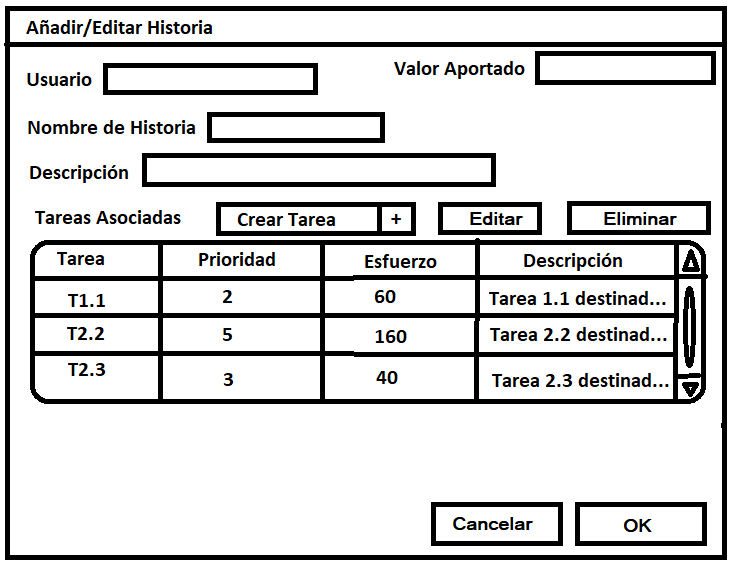 Añadir/Editar Historia
Usuario
Valor Aportado
Nombre de Historia
Descripción
Tareas Asociadas Crear Tarea + Editar Eliminar
Tarea Prioridad Esfuerzo Descripción
T1.1 2 60 Tarea 1.1 destinad...
T2.2 5 160 Tarea 2.2 destinad...
T2.3 3 40 Tarea 2.3 destinad...
Cancelar OK